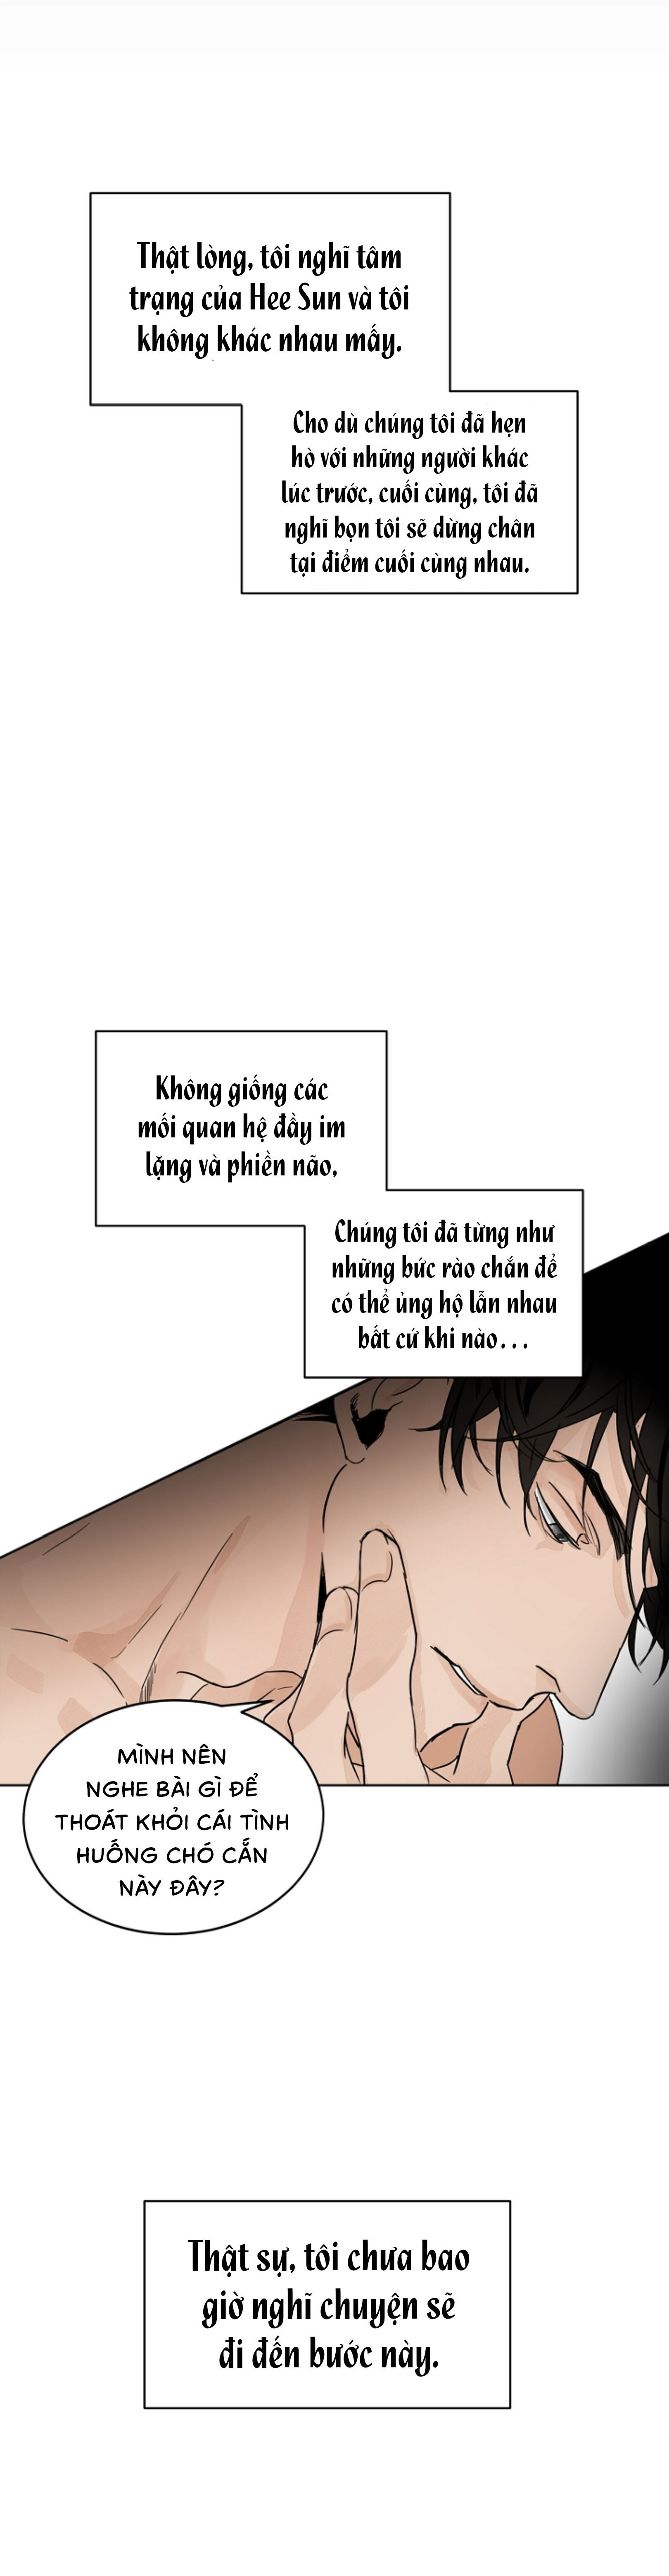 Thật lòng, tôi nghĩ tâm
trạng của Hee Sun và tôi
không khác nhau mấy.
Cho dù chúng tôi đã hẹn
hò với những người khác
lúc trước, cuối cùng, tôi đã
nghĩ bọn tôi sẽ dừng chân
tại điểm cuối cùng nhau.
Không giống các
mối quan hệ đầy im
lặng và phiền não,
Chúng tôi đã từng như
những bức rào chắn để
có thể ủng hộ lẫn nhau
bất cứ khi nào...
MÌNH NÊN
NGHE BÀI GÌ ĐỂ
THOÁT KHỎI CÁI TÌNH
HUỐNG CHÓ CẮN
NÀY ĐÂY?
Thật sự, tôi chưa bao
giờ nghĩ chuyện sẽ
đi đến bước này.